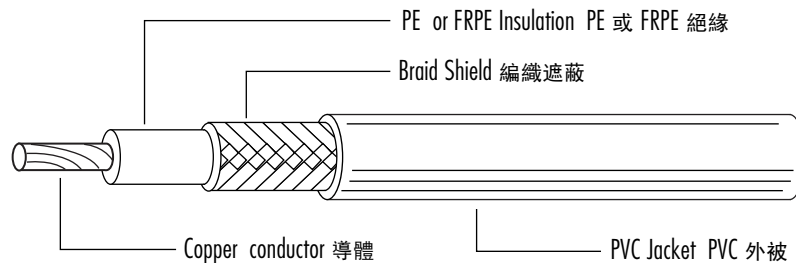 PE or FRPE Insulation PE 或 FRPE 絕緣
Braid Shield 編織遮蔽
Copper conductor 導體
PVC Jacket PVC 外被